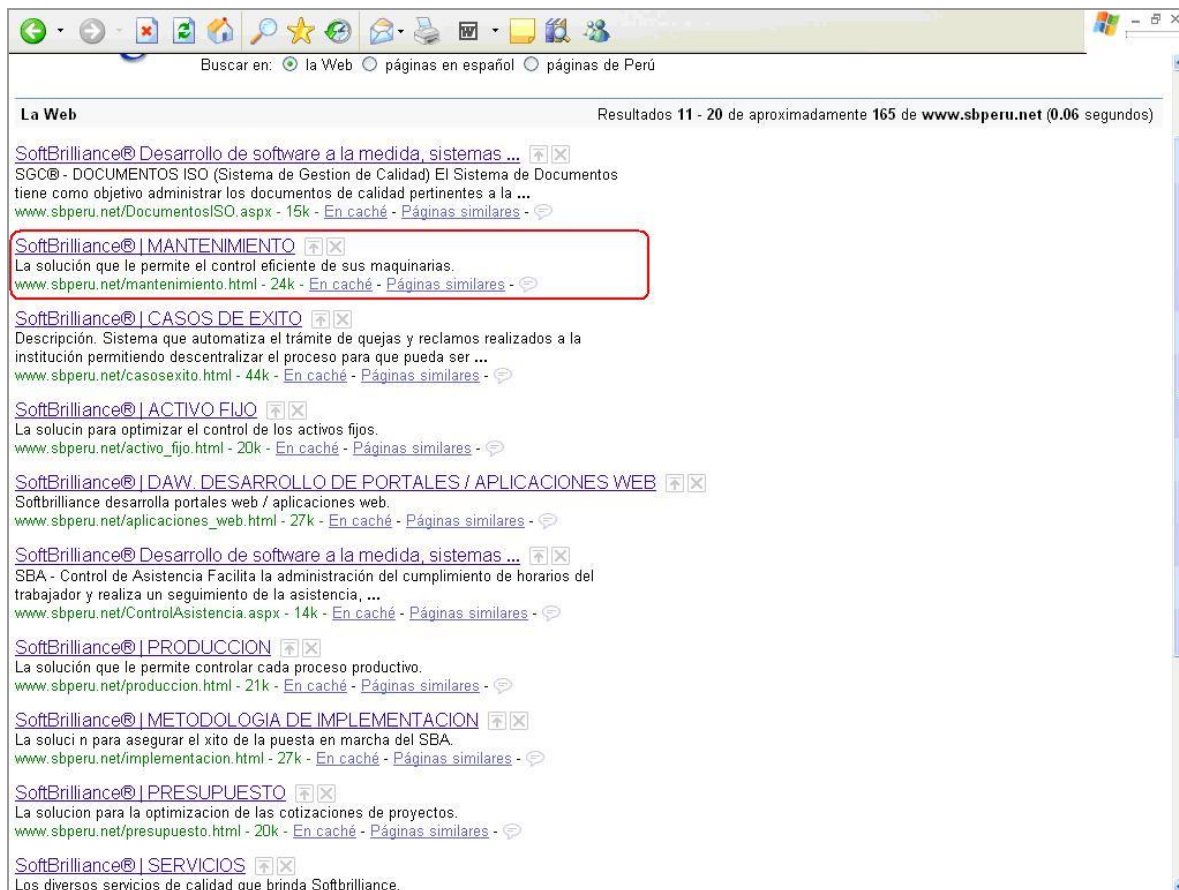 Buscar en: la Web páginas en español páginas de Perú
La Web Resultados 11 - 20 de aproximadamente 165 de www.sbperu.net (0.06 segundos)
SoftBrilliance® Desarrollo de software a la medida, sistemas ...
SGC® - DOCUMENTOS ISO (Sistema de Gestion de Calidad) El Sistema de Documentos
tiene como objetivo administrar los documentos de calidad pertinentes a la ...
www.sbperu.net/DocumentosISO.aspx - 15k - En caché - Páginas similares -
SoftBrilliance® | MANTENIMIENTO
La solución que le permite el control eficiente de sus maquinarias.
www.sbperu.net/mantenimiento.html - 24k - En caché - Páginas similares -
SoftBrilliance® | CASOS DE EXITO
Descripción. Sistema que automatiza el trámite de quejas y reclamos realizados a la
institución permitiendo descentralizar el proceso para que pueda ser ...
www.sbperu.net/casosexito.html - 44k - En caché - Páginas similares -
SoftBrilliance® | ACTIVO FIJO
La solucin para optimizar el control de los activos fijos.
www.sbperu.net/activo_fijo.html - 20k - En caché - Páginas similares -
SoftBrilliance® | DAW. DESARROLLO DE PORTALES / APLICACIONES WEB
Softbrilliance desarrolla portales web / aplicaciones web.
www.sbperu.net/aplicaciones_web.html - 27k - En caché - Páginas similares -
SoftBrilliance® Desarrollo de software a la medida, sistemas ...
SBA - Control de Asistencia Facilita la administración del cumplimiento de horarios del
trabajador y realiza un seguimiento de la asistencia, ...
www.sbperu.net/ControlAsistencia.aspx - 14k - En caché - Páginas similares -
SoftBrilliance® | PRODUCCION
La solución que le permite controlar cada proceso productivo.
www.sbperu.net/produccion.html - 21k - En caché - Páginas similares -
SoftBrilliance® | METODOLOGIA DE IMPLEMENTACION
La soluci n para asegurar el xito de la puesta en marcha del SBA.
www.sbperu.net/implementacion.html - 27k - En caché - Páginas similares -
SoftBrilliance® | PRESUPUESTO
La solucion para la optimizacion de las cotizaciones de proyectos.
www.sbperu.net/presupuesto.html - 20k - En caché - Páginas similares -
SoftBrilliance® | SERVICIOS
Los diversos servicios de calidad que brinda Softbrilliance.